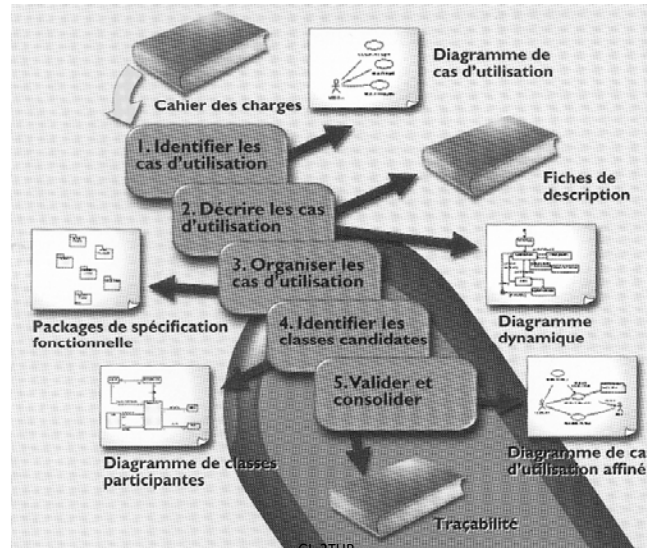 Diagramme de
cas d'utilisation
Cahier des charges
1. Identifier les
cas d'utilisation
Fiches de
description
2. Décrire les cas
d'utilisation
3. Organiser les
cas d'utilisation
Packages de spécification
fonctionnelle
Diagramme
dynamique
4. Identifier les
classes candidates
5. Valider et
consolider
Diagramme de classes
participantes
Diagramme de ca
d'utilisation affiné
Traçabilité